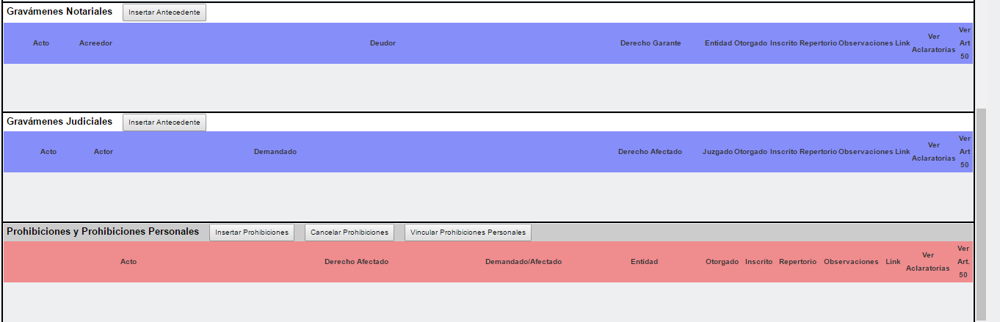 Gravámenes Notariales Insertar Antecedente
Acto Acreedor Deudor Derecho Garante Entidad Otorgado Inscrito Repertorio Observaciones Link Ver Aclaratorias Ver Art 50
Gravámenes Judiciales Insertar Antecedente
Acto Actor Demandado Derecho Afectado Juzgado Otorgado Inscrito Repertorio Observaciones Link Ver Aclaratorias Ver Art 50
Prohibiciones y Prohibiciones Personales Insertar Prohibiciones Cancelar Prohibiciones Vincular Prohibiciones Personales
Acto Derecho Afectado Demandado/Afectado Entidad Otorgado Inscrito Repertorio Observaciones Link Ver Aclaratorias Ver Art. 50